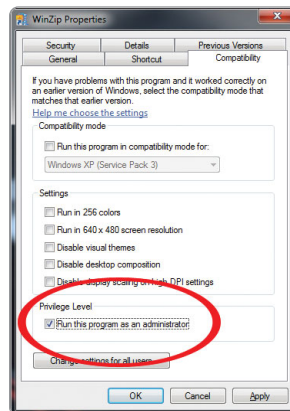 WinZip Properties
Security Details Previous Versions
General Shortcut Compatibility
If you have problems with this program and it worked correctly on
an earlier version of Windows, select the compatibility mode that
matches that earlier version.
Help me choose the settings
Compatibility mode
Run this program in compatibility mode for:
Windows XP (Service Pack 3)
Settings
Run in 256 colors
Run in 640 x 480 screen resolution
Disable visual themes
Disable desktop composition
Disable display scaling on high DPI settings
Privilege Level
Run this program as an administrator
Change settings for all users
OK Cancel Apply